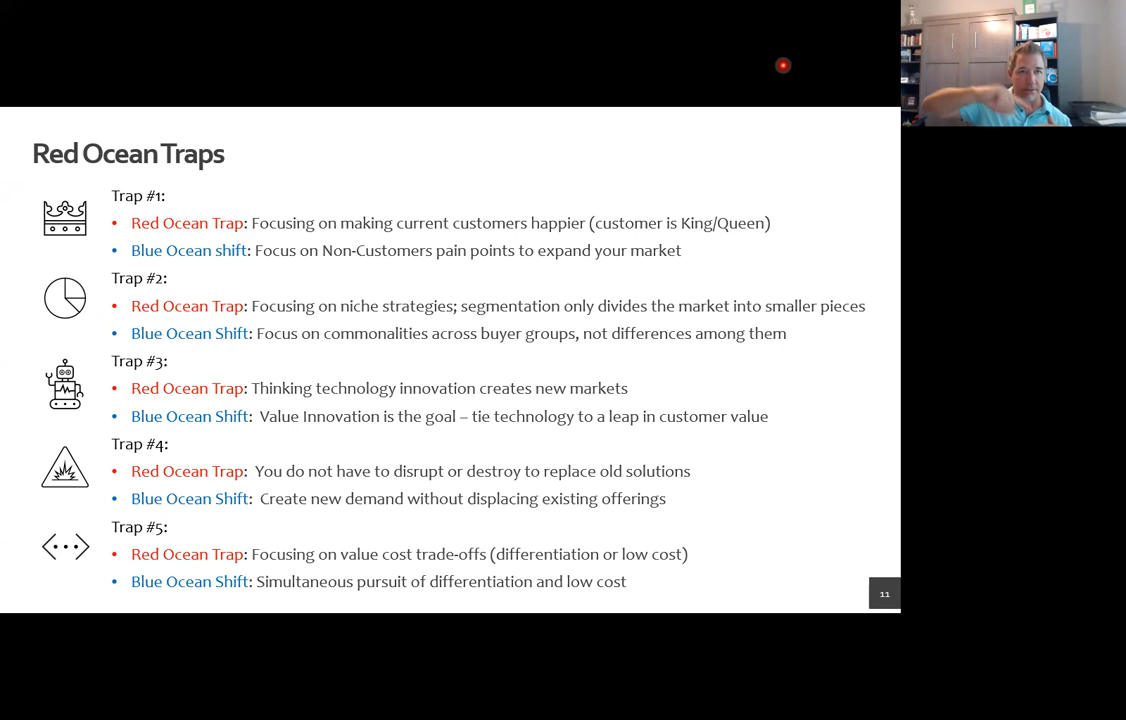 Red Ocean Traps
Trap #1:
• Red Ocean Trap: Focusing on making current customers happier (customer is King/Queen)
• Blue Ocean shift: Focus on Non-Customers pain points to expand your market
Trap #2:
• Red Ocean Trap: Focusing on niche strategies; segmentation only divides the market into smaller pieces
• Blue Ocean Shift: Focus on commonalities across buyer groups, not differences among them
Trap #3:
• Red Ocean Trap: Thinking technology innovation creates new markets
• Blue Ocean Shift: Value Innovation is the goal – tie technology to a leap in customer value
Trap #4:
• Red Ocean Trap: You do not have to disrupt or destroy to replace old solutions
• Blue Ocean Shift: Create new demand without displacing existing offerings
Trap #5:
• Red Ocean Trap: Focusing on value cost trade-offs (differentiation or low cost)
• Blue Ocean Shift: Simultaneous pursuit of differentiation and low cost
11